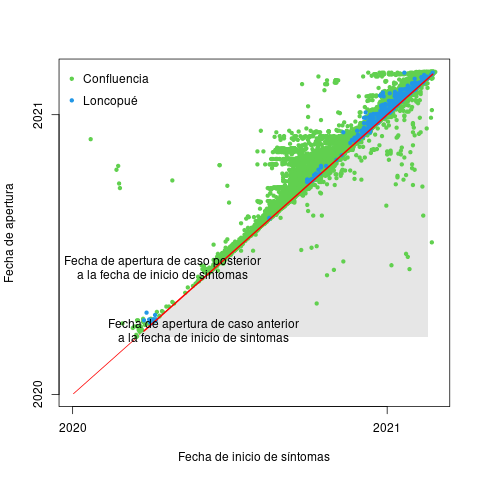 Confluencia
Loncopué
2021
2020
Fecha de apertura
Fecha de apertura de caso posterior
a la fecha de inicio de síntomas
Fecha de apertura de caso anterior
a la fecha de inicio de sintomas
2020
2021
Fecha de inicio de síntomas